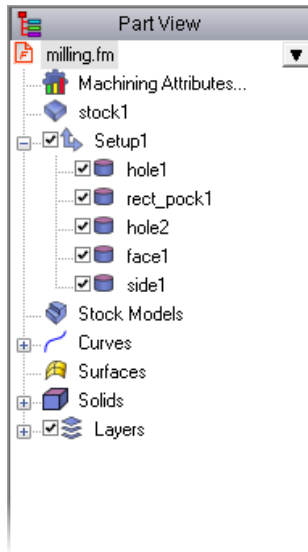 Part View
milling.fm
Machining Attributes...
stock1
Setup1
hole1
rect_pock1
hole2
face1
side1
Stock Models
Curves
Surfaces
Solids
Layers